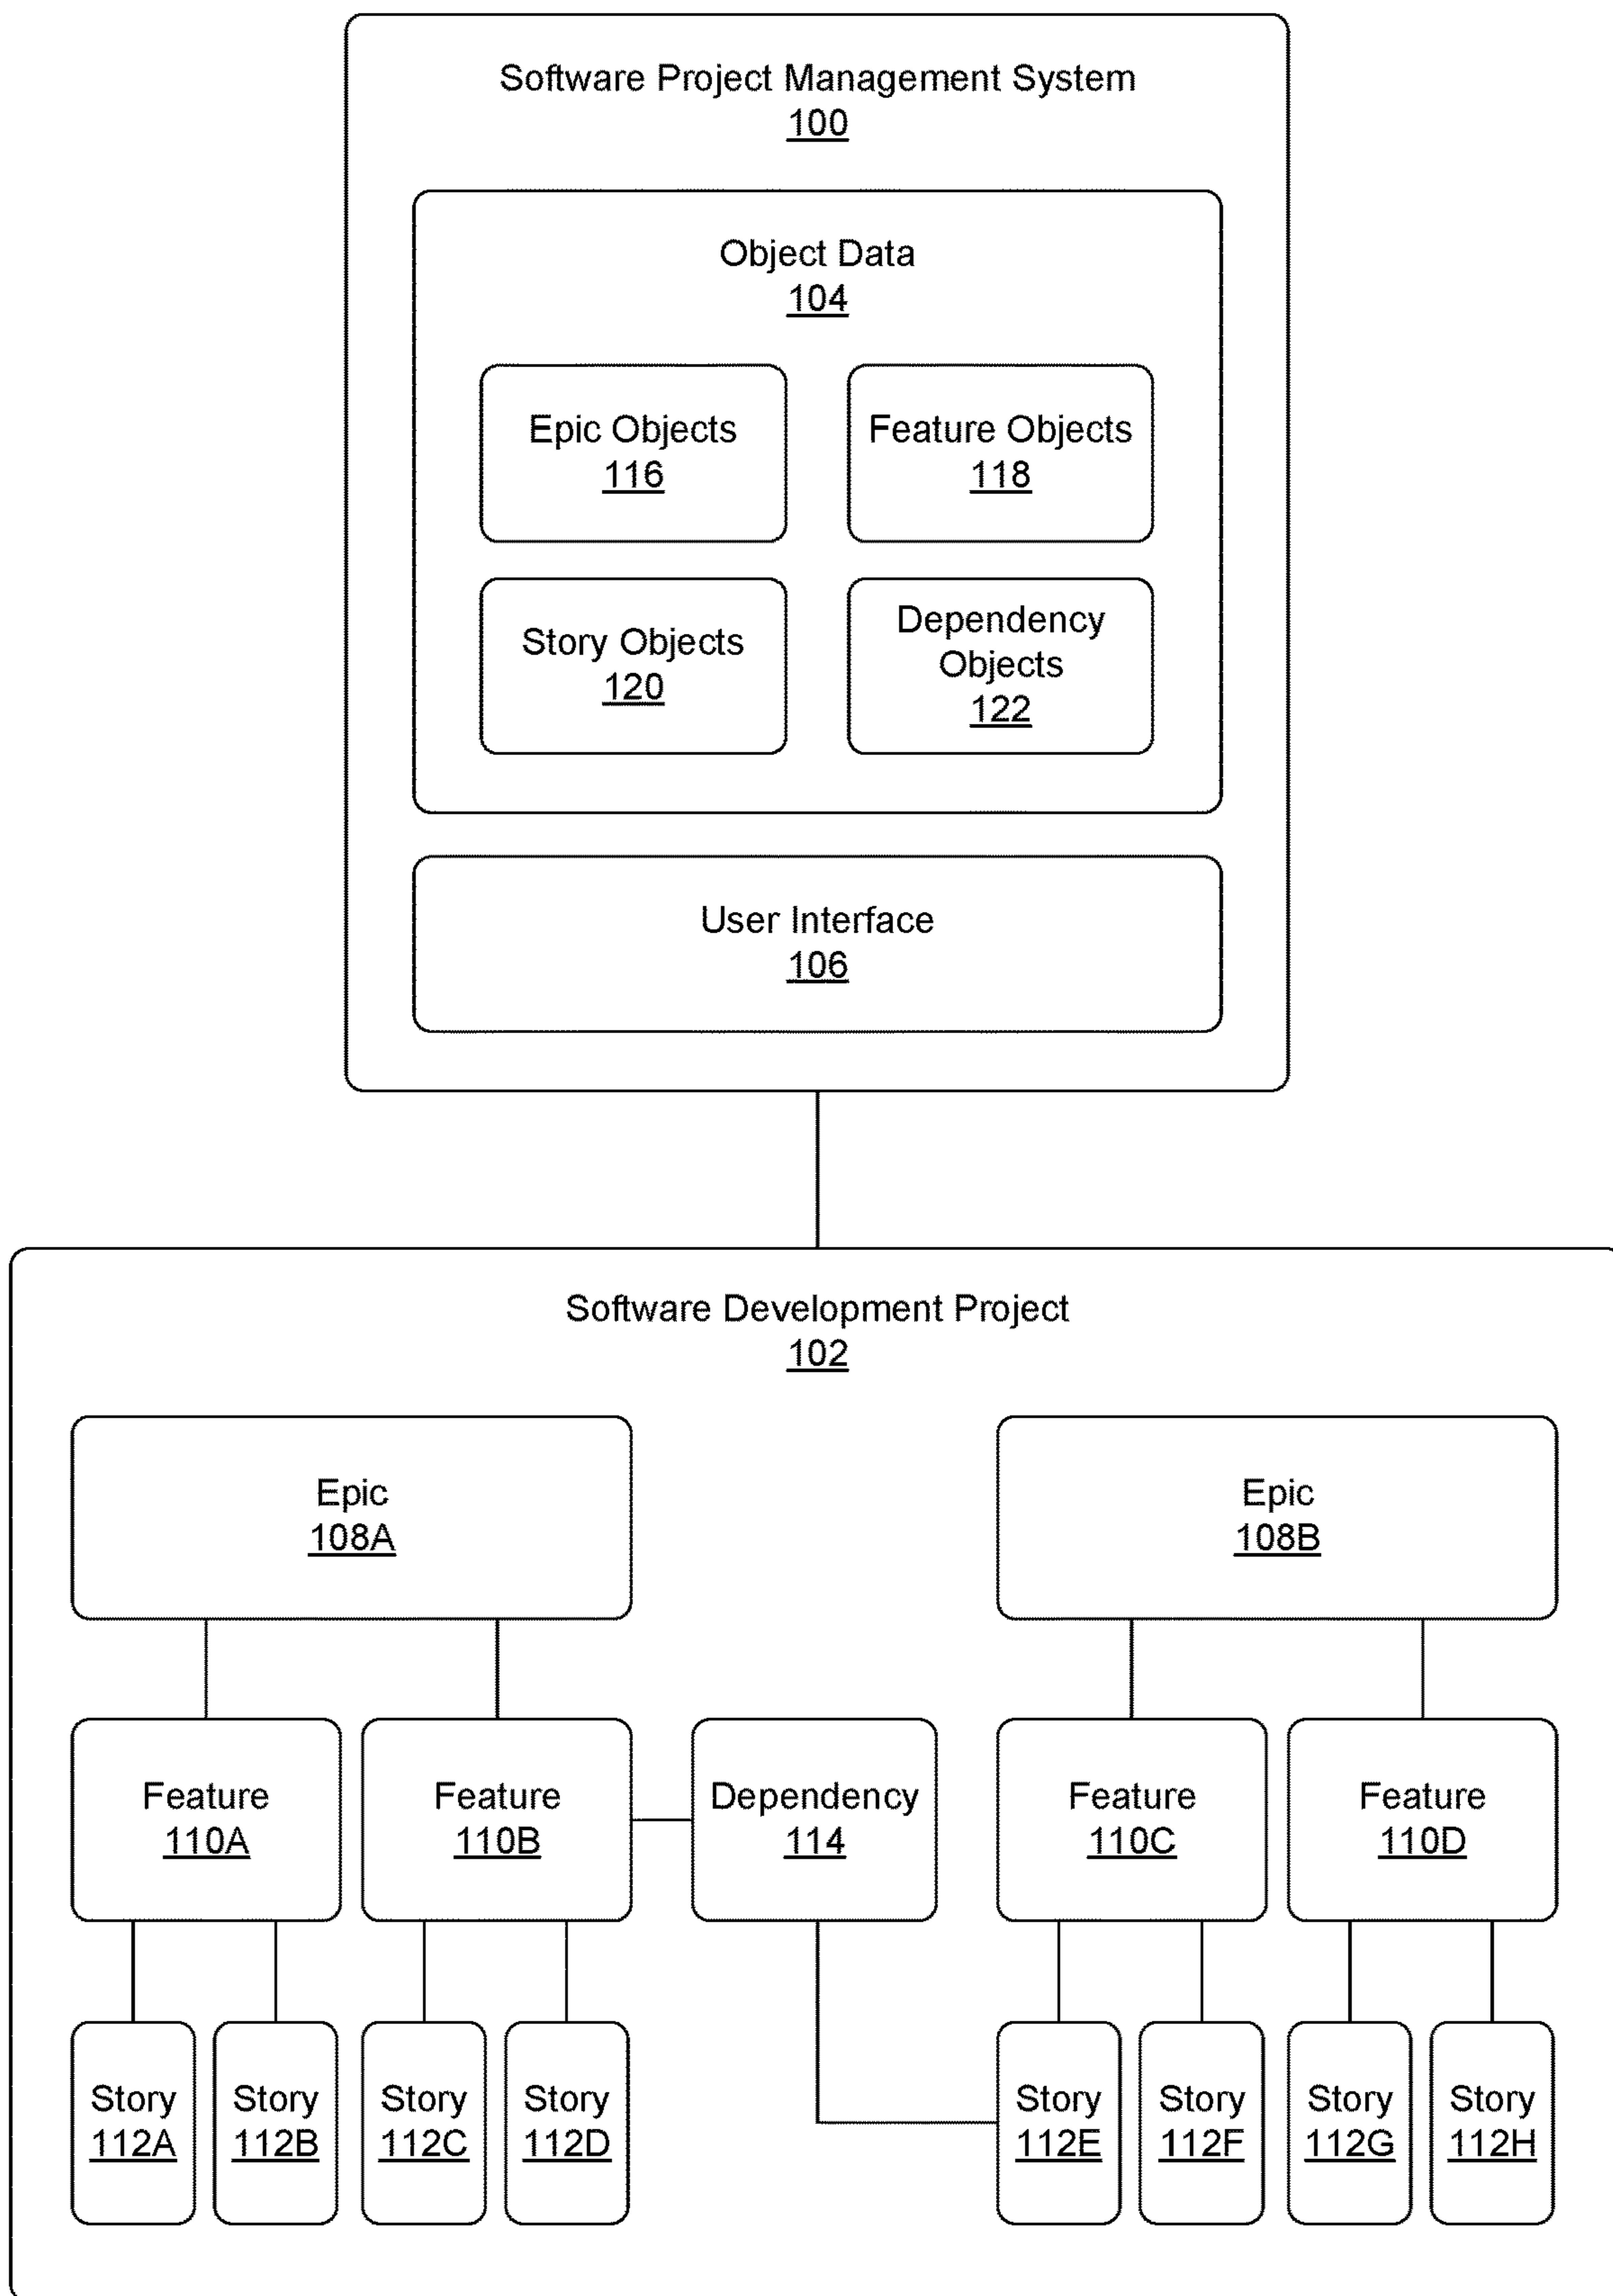 Software Project Management System
100
Object Data
104
Epic Objects
116
Feature Objects
118
Story Objects
120
Dependency
Objects
122
User Interface
106
Software Development Project
102
Epic
108A
Epic
108B
Feature
110A
Feature
110B
Dependency
114
Feature
110C
Feature
110D
Story
112A
Story
112B
Story
112C
Story
112D
Story
112E
Story
112F
Story
112G
Story
112H